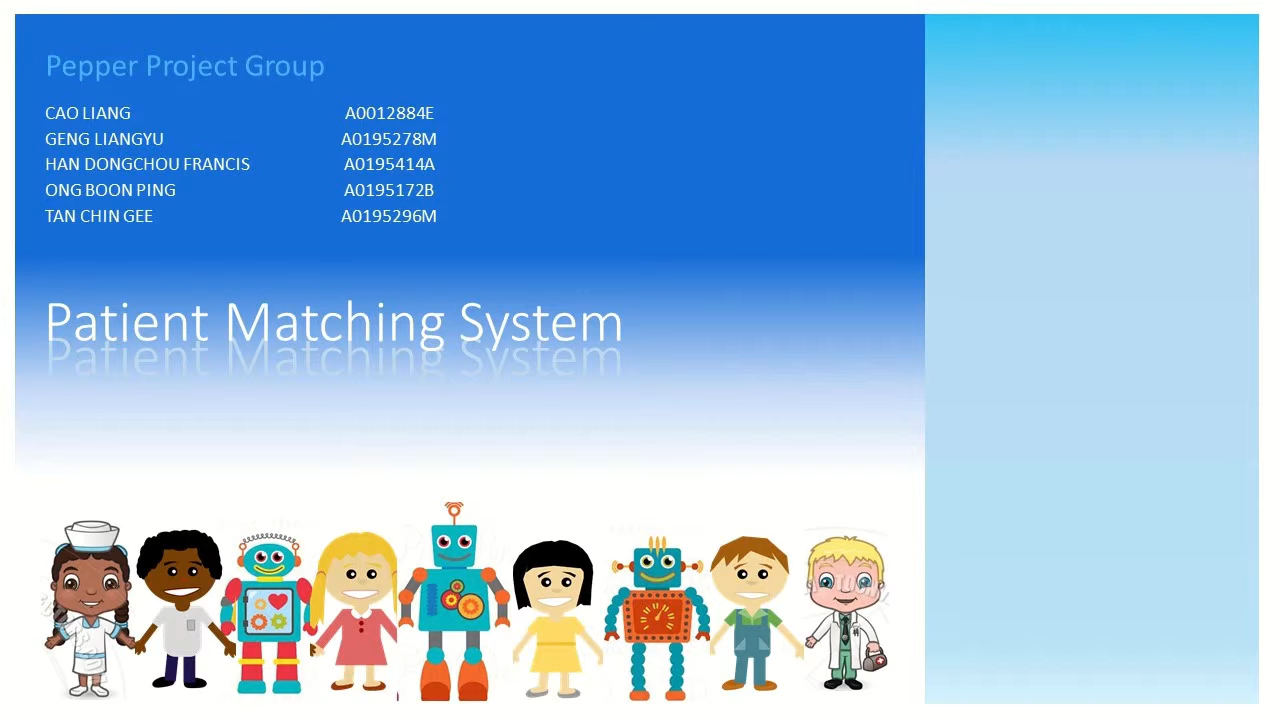 Pepper Project Group
CAO LIANG A0012884E
GENG LIANGYU A0195278M
HAN DONGCHOU FRANCIS A0195414A
ONG BOON PING A0195172B
TAN CHIN GEE A0195296M
Patient Matching System